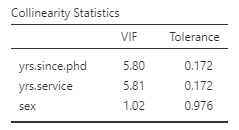 Collinearity Statistics
VIF Tolerance
yrs.since.phd 5.80 0.172
yrs.service 5.81 0.172
sex 1.02 0.976